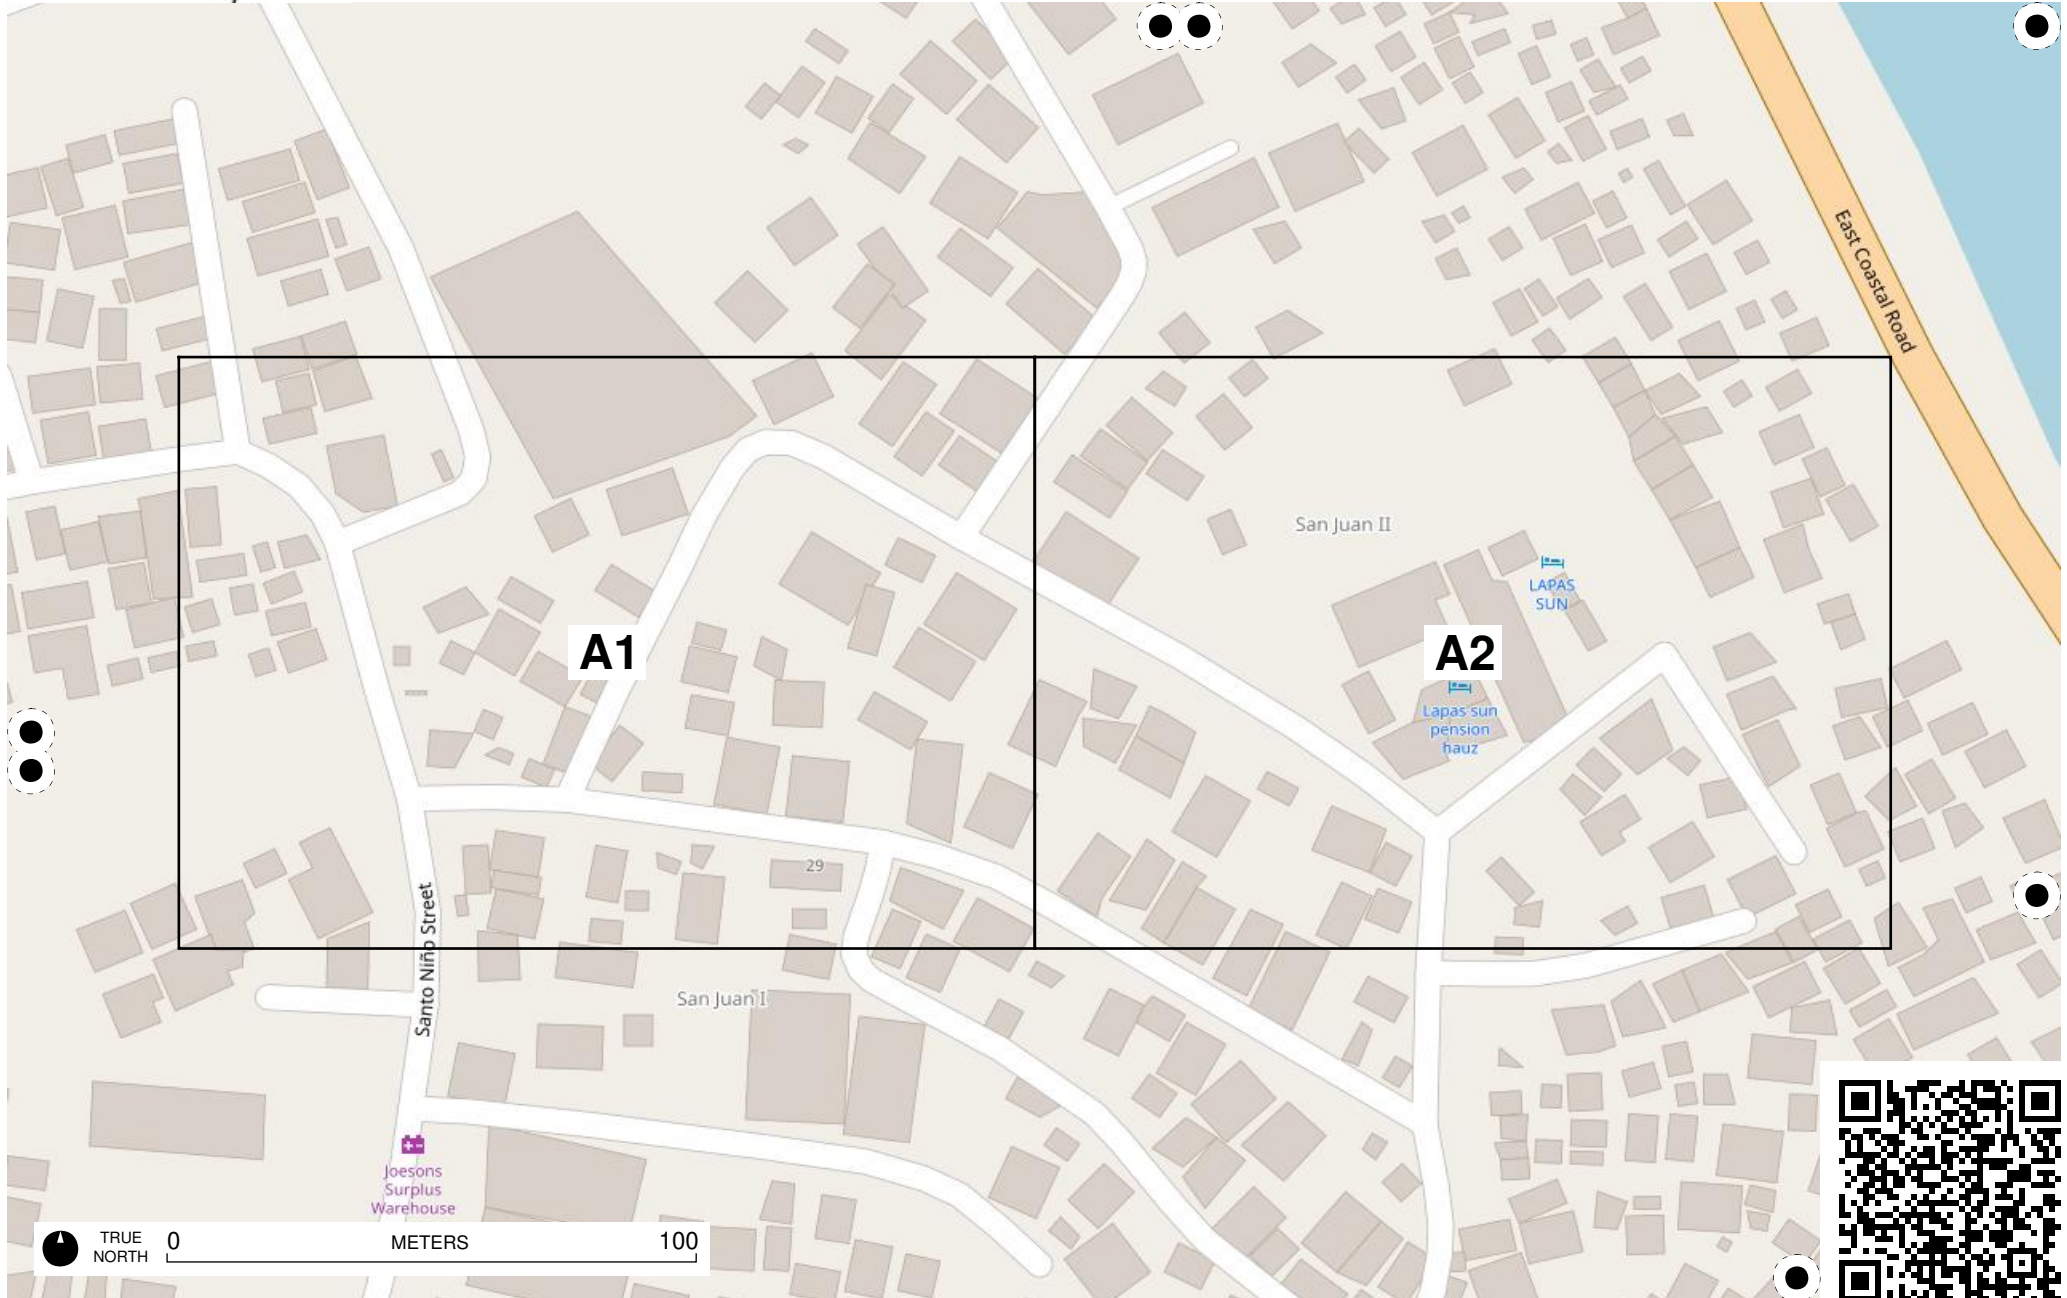 East Coastal Road
San Juan II
LAPAS
SUN
A1
A2
Lapas sun
pension
hauz
29
Santo Niño Street
San Juan I
Joesons
Surplus
Warehouse
TRUE
NORTH
0
METERS
100